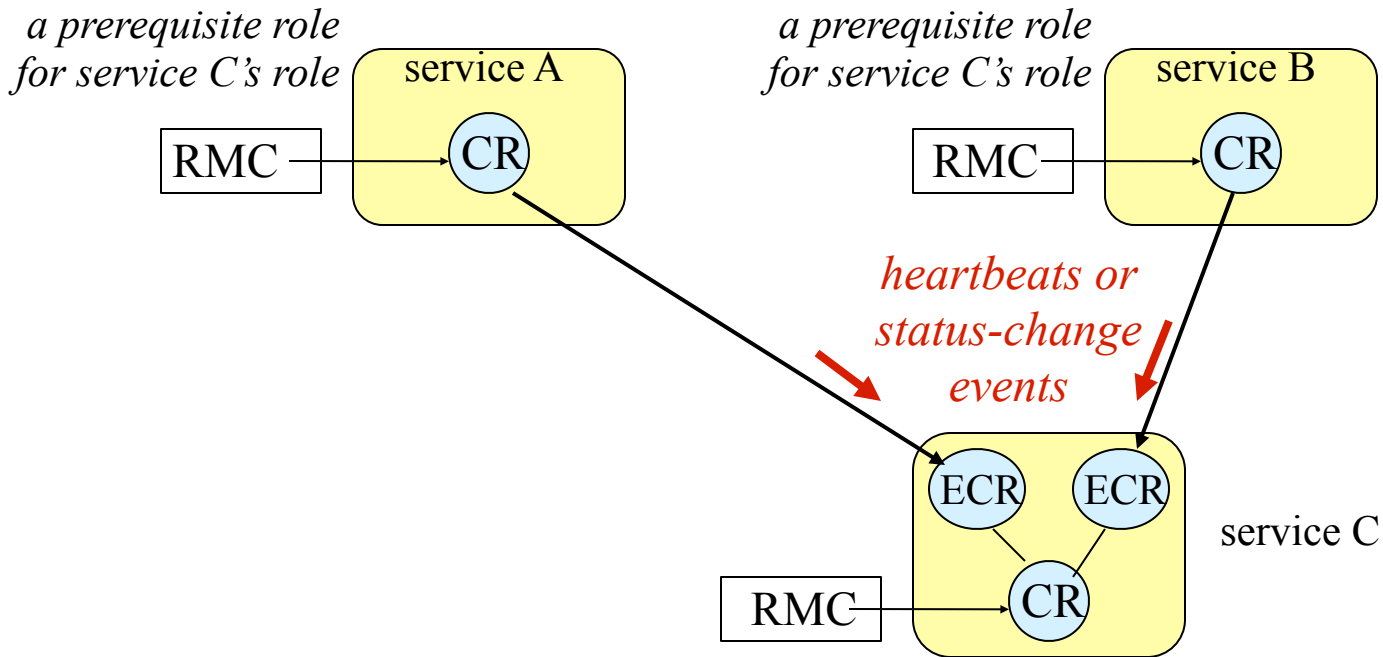 a prerequisite role
for service C’s role
service A
RMC
CR
a prerequisite role
for service C’s role
service B
RMC
CR
heartbeats or
status-change
events
ECR
ECR
service C
RMC
CR